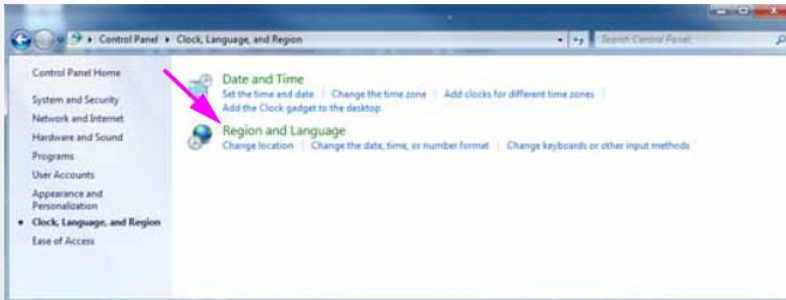 Control Panel ▸ Clock, Language, and Region
Search Control Panel
Control Panel Home
System and Security
Network and Internet
Hardware and Sound
Programs
User Accounts
Appearance and
Personalization
Clock, Language, and Region
Ease of Access
Date and Time
Set the time and date | Change the time zone | Add clocks for different time zones
Add the Clock gadget to the desktop
Region and Language
Change location | Change the date, time, or number format | Change keyboards or other input methods